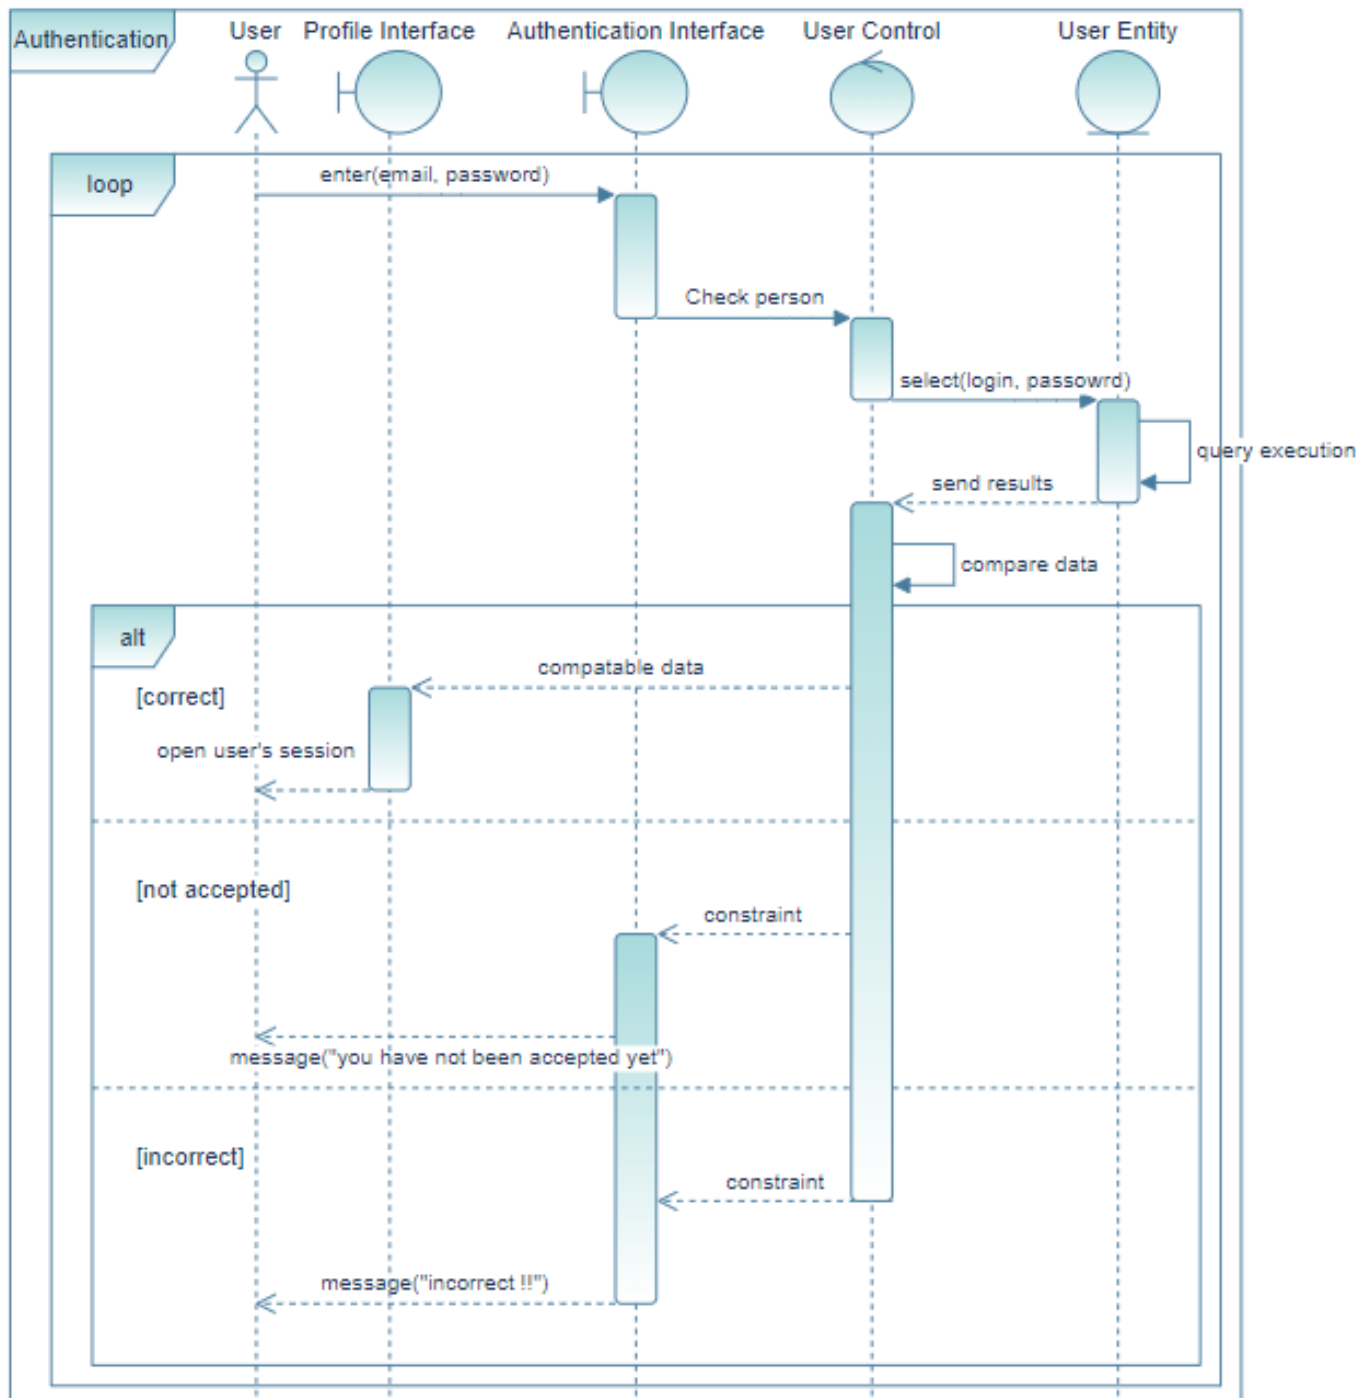 Authentication
User
Profile Interface
Authentication Interface
User Control
User Entity
loop
enter(email, password)
Check person
select(login, passowrd)
query execution
send results
compare data
alt
compatable data
[correct]
open user's session
[not accepted]
constraint
message("you have not been accepted yet")
[incorrect]
constraint
message("incorrect !!")